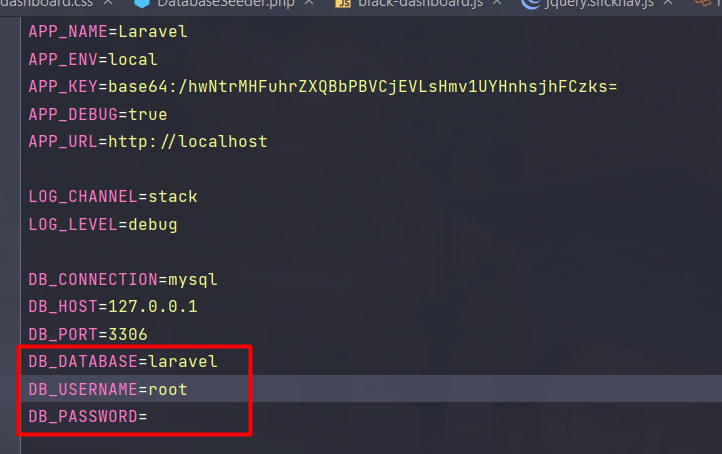 dashboard.css DatabaseSeeder.php JS black-dashboard.js jquery.slicknav.js
APP_NAME=Laravel
APP_ENV=local
APP_KEY=base64:/hwNtrMHFuhrZXQBbPBVCjEVLsHmv1UYHnhsjhFCzks=
APP_DEBUG=true
APP_URL=http://localhost
LOG_CHANNEL=stack
LOG_LEVEL=debug
DB_CONNECTION=mysql
DB_HOST=127.0.0.1
DB_PORT=3306
DB_DATABASE=laravel
DB_USERNAME=root
DB_PASSWORD=